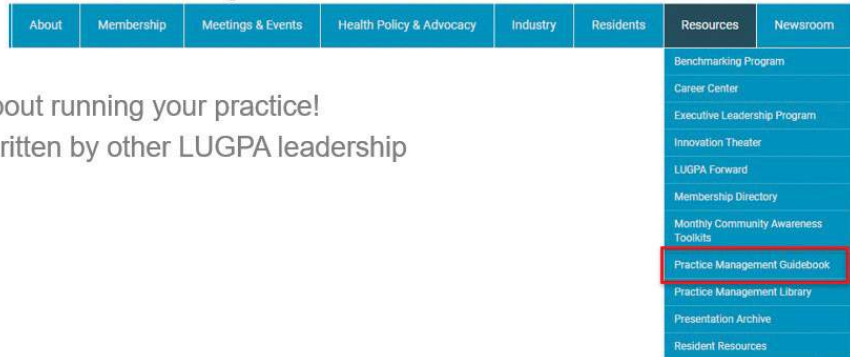 About Membership Meetings & Events Health Policy & Advocacy Industry Residents Resources Newsroom
Benchmarking Program
Career Center
out running your practice!
Executive Leadership Program
Innovation Theater
ritten by other LUGPA leadership
LUGPA Forward
Membership Directory
Monthly Community Awareness
Toolkits
Practice Management Guidebook
Practice Management Library
Presentation Archive
Resident Resources